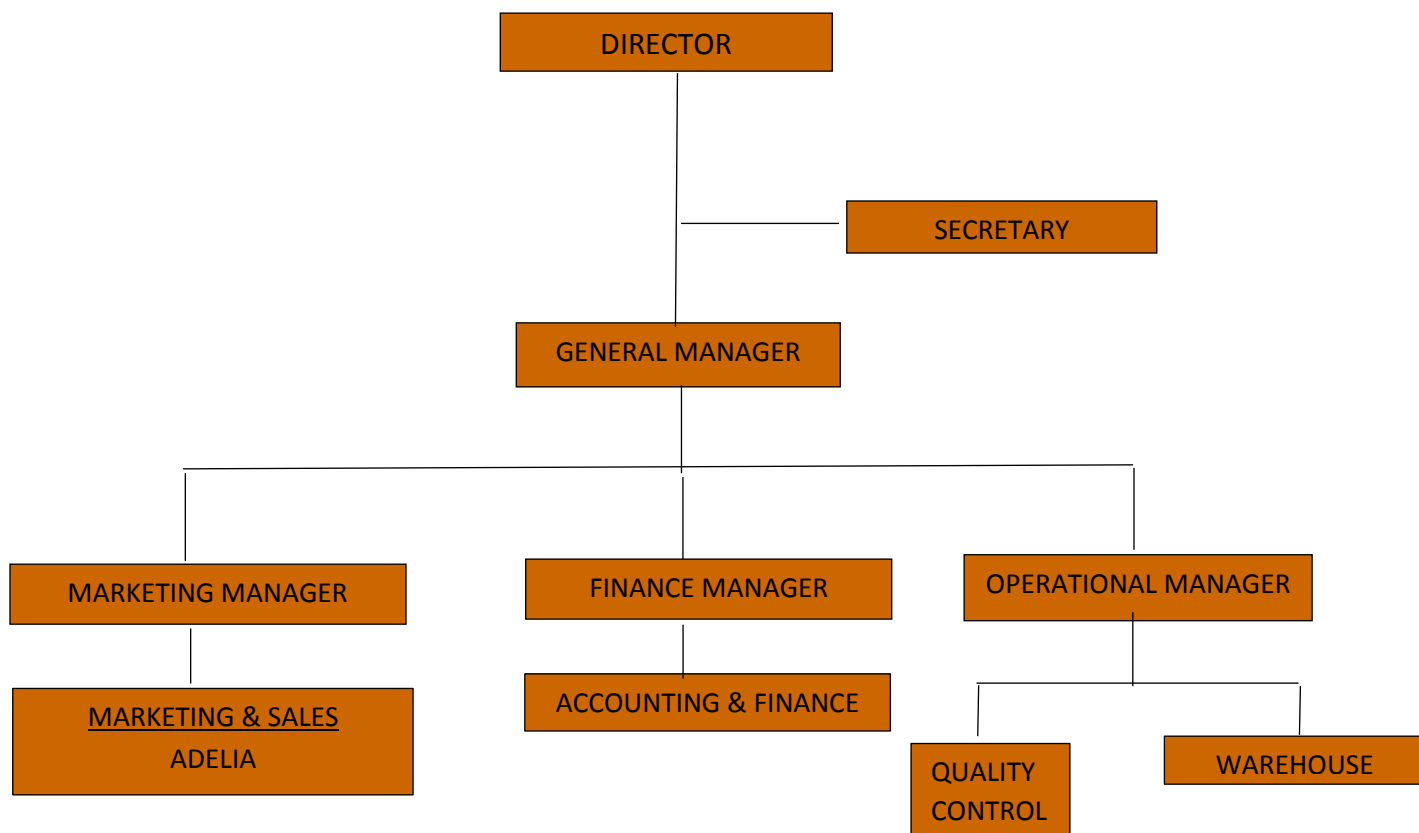 DIRECTOR
SECRETARY
GENERAL MANAGER
MARKETING MANAGER
FINANCE MANAGER
OPERATIONAL MANAGER
MARKETING & SALES
ADELIA
ACCOUNTING & FINANCE
QUALITY
CONTROL
WAREHOUSE